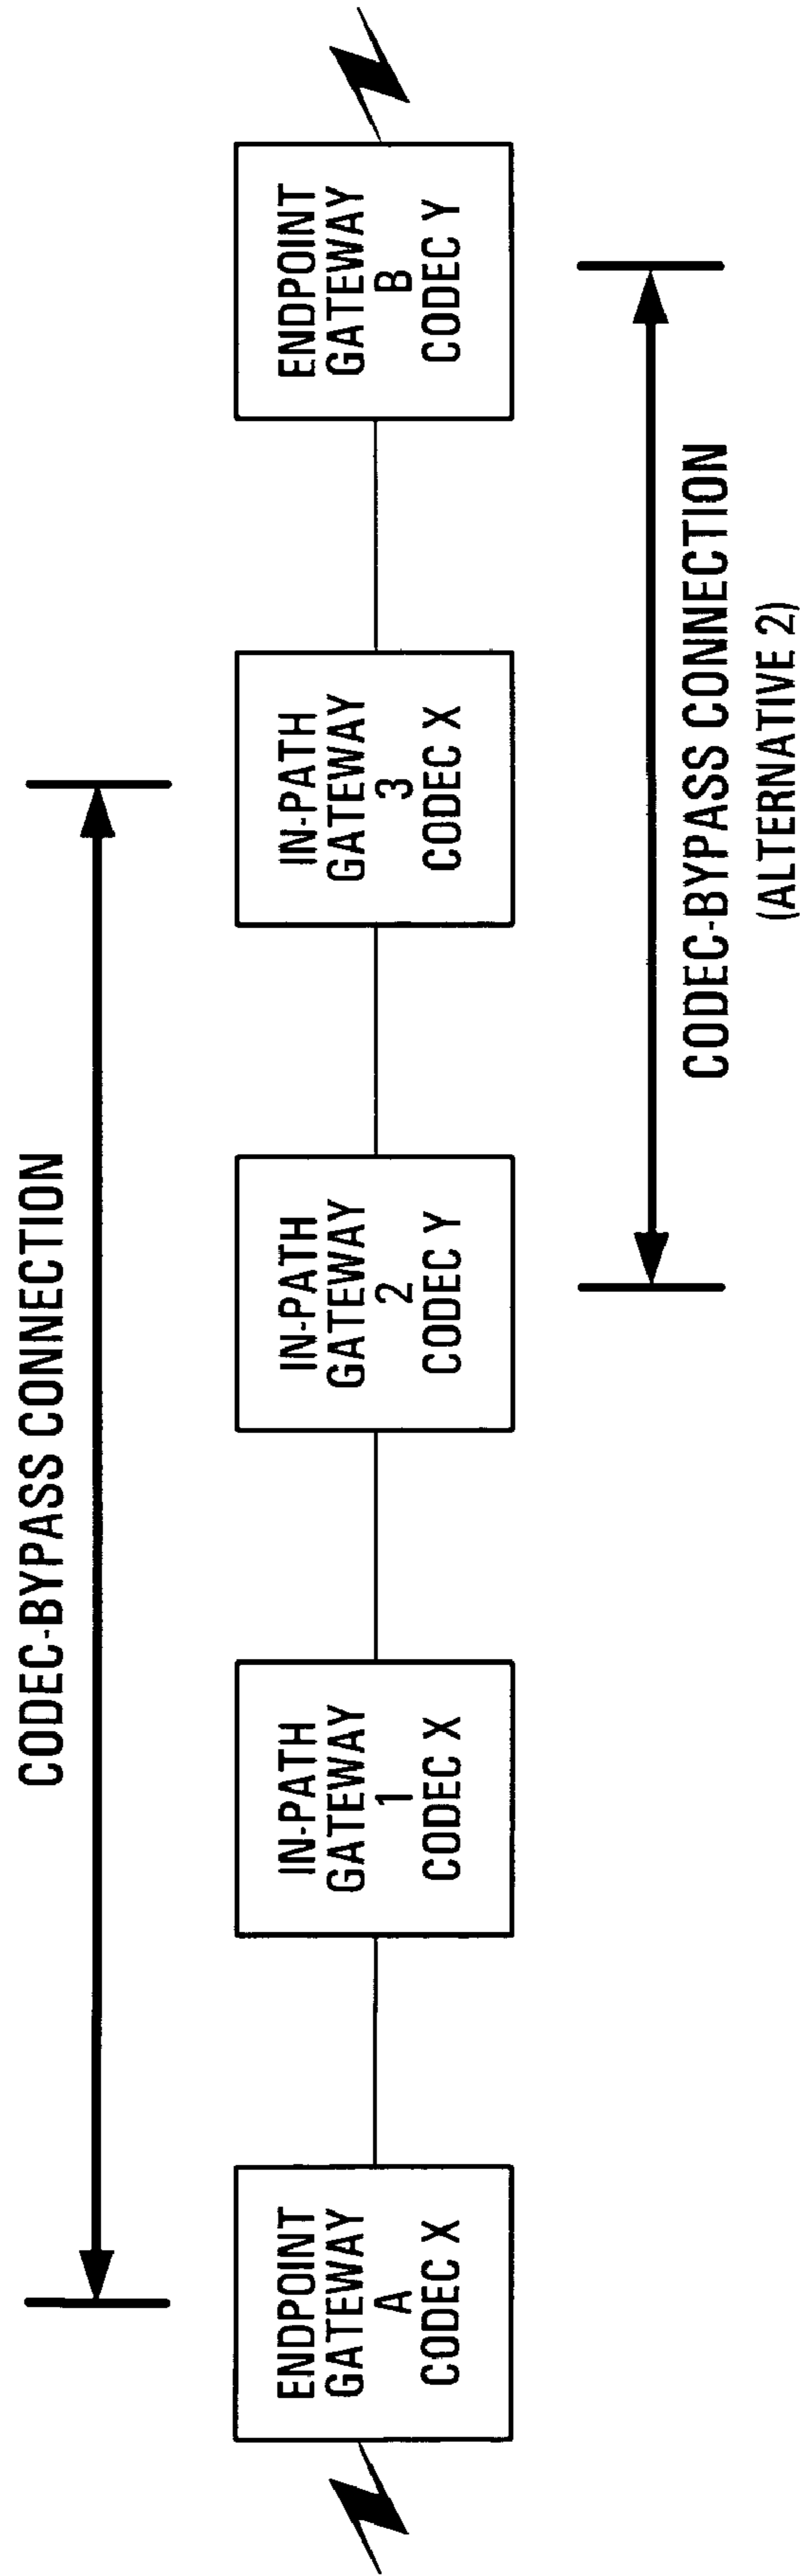 CODEC-BYPASS CONNECTION
ENDPOINT
GATEWAY
A
CODEC X
IN-PATH
GATEWAY
1
CODEC X
IN-PATH
GATEWAY
2
CODEC Y
IN-PATH
GATEWAY
3
CODEC X
ENDPOINT
GATEWAY
B
CODEC Y
CODEC-BYPASS CONNECTION
(ALTERNATIVE 2)